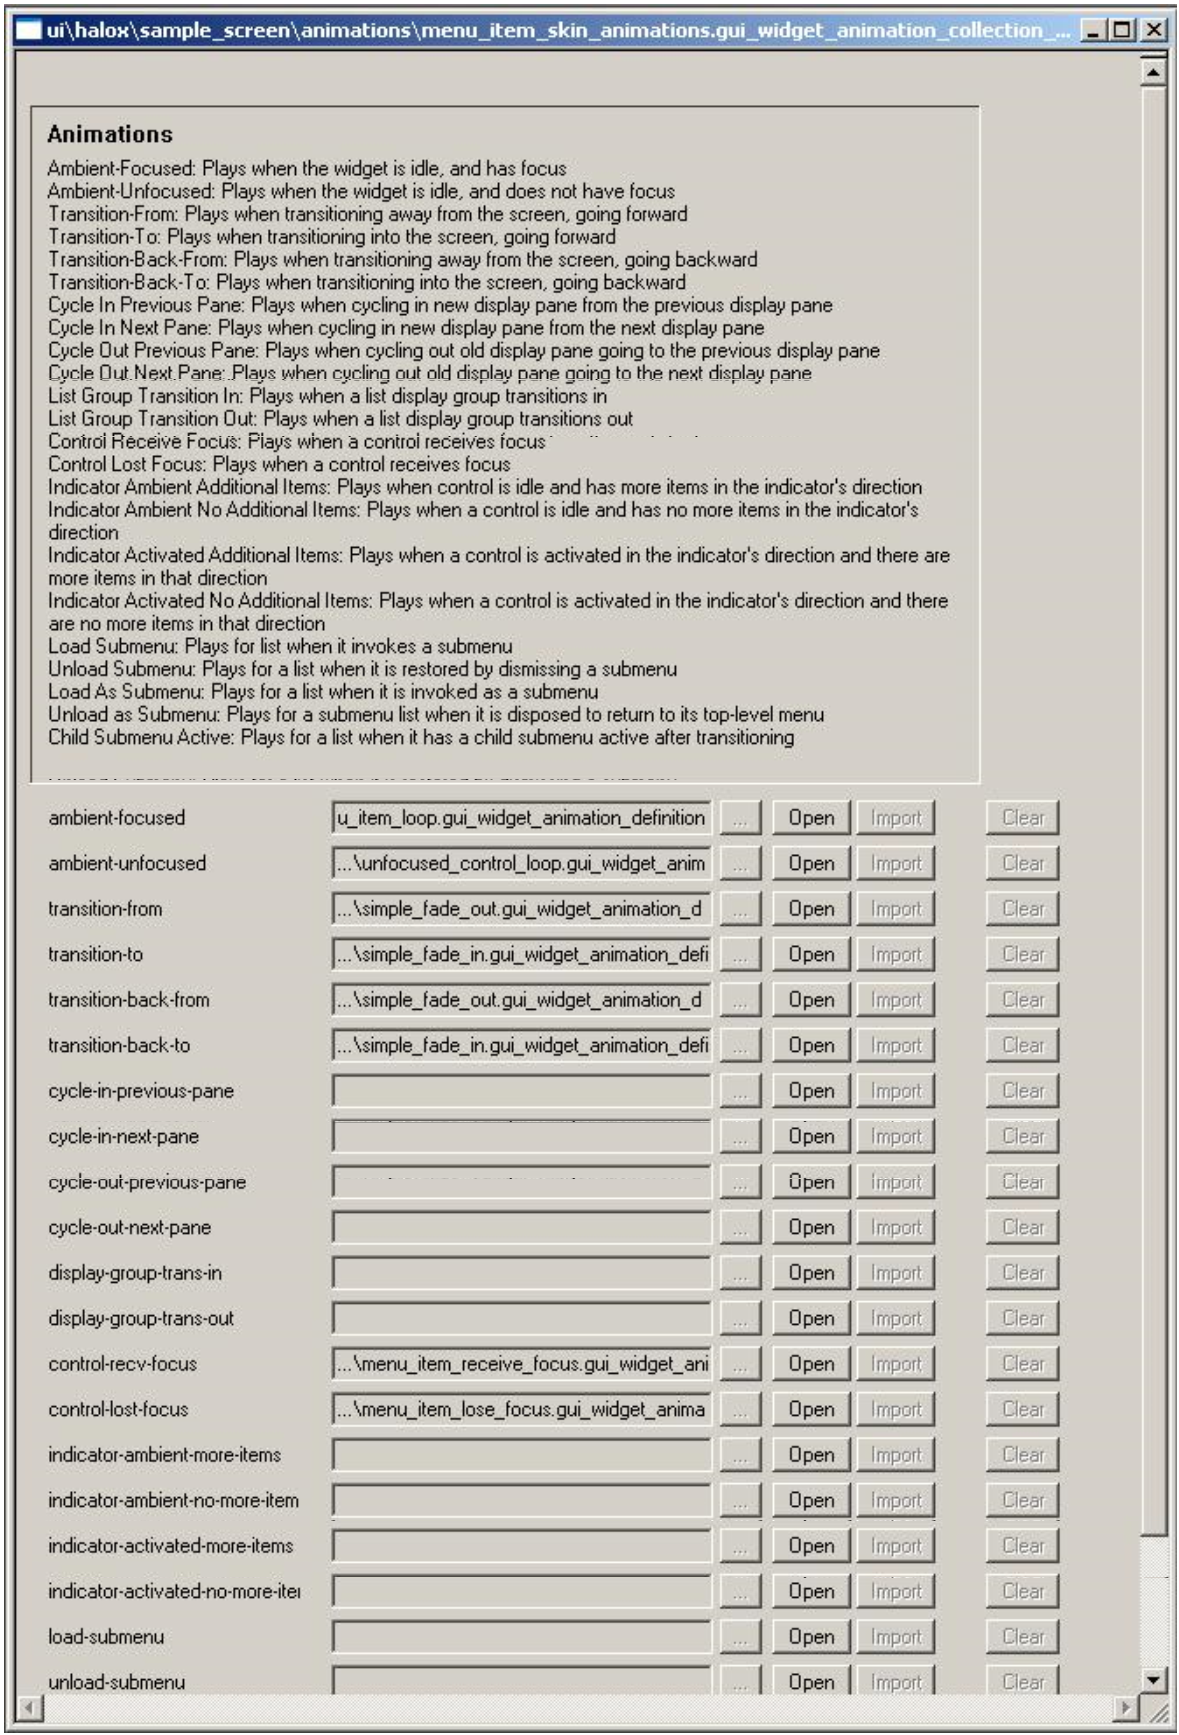 ui\halox\sample_screen\animations\menu_item_skin_animations.gui_widget_animation_collection_...
Animations
Ambient-Focused: Plays when the widget is idle, and has focus
Ambient-Unfocused: Plays when the widget is idle, and does not have focus
Transition-From: Plays when transitioning away from the screen, going forward
Transition-To: Plays when transitioning into the screen, going forward
Transition-Back-From: Plays when transitioning away from the screen, going backward
Transition-Back-To: Plays when transitioning into the screen, going backward
Cycle In Previous Pane: Plays when cycling in new display pane from the previous display pane
Cycle In Next Pane: Plays when cycling in new display pane from the next display pane
Cycle Out Previous Pane: Plays when cycling out old display pane going to the previous display pane
Cycle Out Next Pane: Plays when cycling out old display pane going to the next display pane
List Group Transition In: Plays when a list display group transitions in
List Group Transition Out: Plays when a list display group transitions out
Control Receive Focus: Plays when a control receives focus
Control Lost Focus: Plays when a control receives focus
Indicator Ambient Additional Items: Plays when control is idle and has more items in the indicator's direction
Indicator Ambient No Additional Items: Plays when a control is idle and has no more items in the indicator's
direction
Indicator Activated Additional Items: Plays when a control is activated in the indicator's direction and there are
more items in that direction
Indicator Activated No Additional Items: Plays when a control is activated in the indicator's direction and there
are no more items in that direction
Load Submenu: Plays for list when it invokes a submenu
Unload Submenu: Plays for a list when it is restored by dismissing a submenu
Load As Submenu: Plays for a list when it is invoked as a submenu
Unload as Submenu: Plays for a submenu list when it is disposed to return to its top-level menu
Child Submenu Active: Plays for a list when it has a child submenu active after transitioning
ambient-focused u_item_loop.gui_widget_animation_definition ... Open Import Clear
ambient-unfocused ...\unfocused_control_loop.gui_widget_anim ... Open Import Clear
transition-from ...\simple_fade_out.gui_widget_animation_d ... Open Import Clear
transition-to ...\simple_fade_in.gui_widget_animation_defi ... Open Import Clear
transition-back-from ...\simple_fade_out.gui_widget_animation_d ... Open Import Clear
transition-back-to ...\simple_fade_in.gui_widget_animation_defi ... Open Import Clear
cycle-in-previous-pane ... Open Import Clear
cycle-in-next-pane ... Open Import Clear
cycle-out-previous-pane ... Open Import Clear
cycle-out-next-pane ... Open Import Clear
display-group-trans-in ... Open Import Clear
display-group-trans-out ... Open Import Clear
control-recv-focus ...\menu_item_receive_focus.gui_widget_ani ... Open Import Clear
control-lost-focus ...\menu_item_lose_focus.gui_widget_anima ... Open Import Clear
indicator-ambient-more-items ... Open Import Clear
indicator-ambient-no-more-item ... Open Import Clear
indicator-activated-more-items ... Open Import Clear
indicator-activated-no-more-iter ... Open Import Clear
load-submenu ... Open Import Clear
unload-submenu ... Open Import Clear